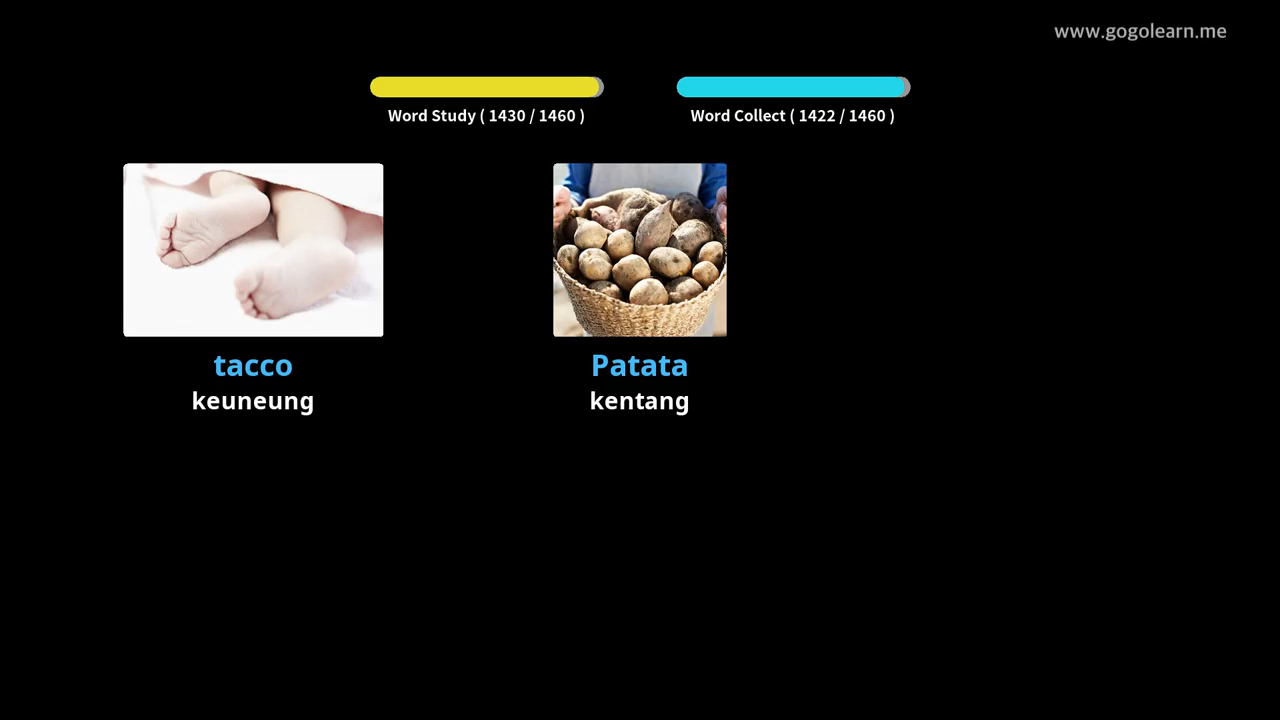 www.gogolearn.me
Word Study ( 1430 / 1460 )
Word Collect ( 1422 / 1460 )
tacco
keuneung
Patata
kentang